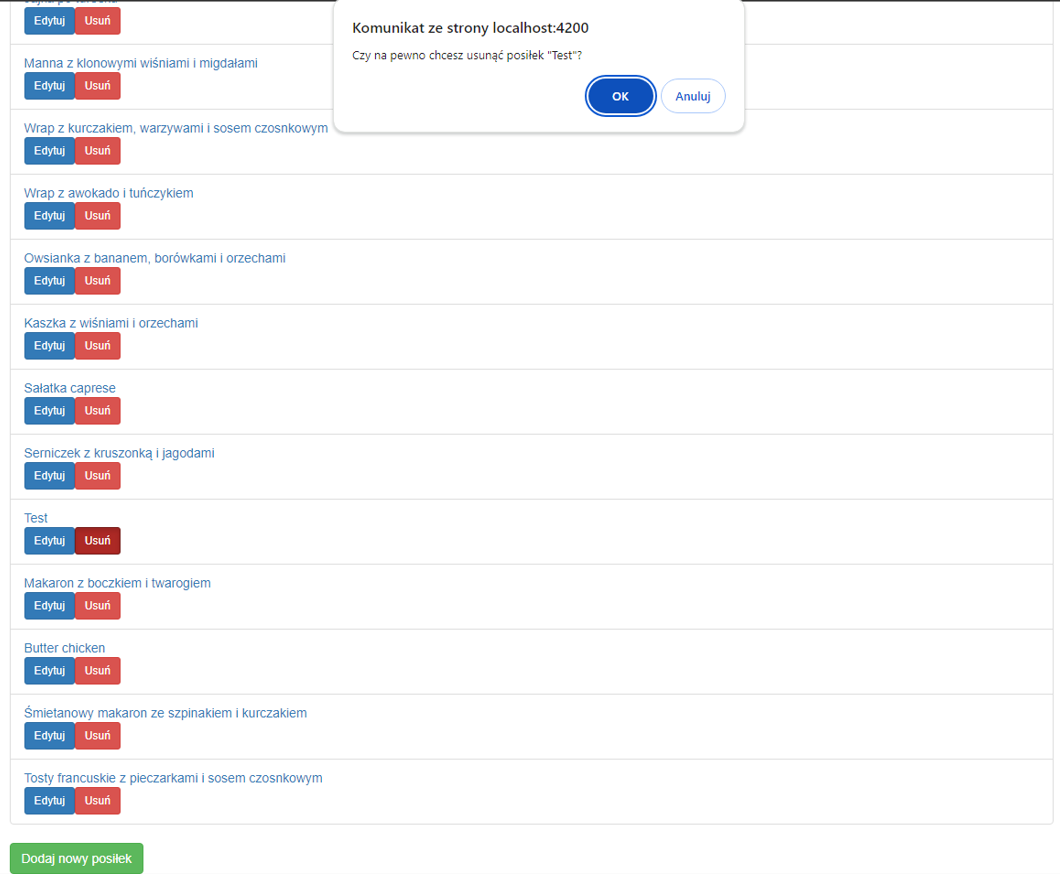 Komunikat ze strony localhost:4200
Czy na pewno chcesz usunąć posiłek "Test"?
OK Anuluj
Edytuj Usuń
Manna z klonowymi wiśniami i migdałami
Edytuj Usuń
Wrap z kurczakiem, warzywami i sosem czosnkowym
Edytuj Usuń
Wrap z awokado i tuńczykiem
Edytuj Usuń
Owsianka z bananem, borówkami i orzechami
Edytuj Usuń
Kaszka z wiśniami i orzechami
Edytuj Usuń
Sałatka caprese
Edytuj Usuń
Serniczek z kruszonką i jagodami
Edytuj Usuń
Test
Edytuj Usuń
Makaron z boczkiem i twarogiem
Edytuj Usuń
Butter chicken
Edytuj Usuń
Śmietanowy makaron ze szpinakiem i kurczakiem
Edytuj Usuń
Tosty francuskie z pieczarkami i sosem czosnkowym
Edytuj Usuń
Dodaj nowy posiłek